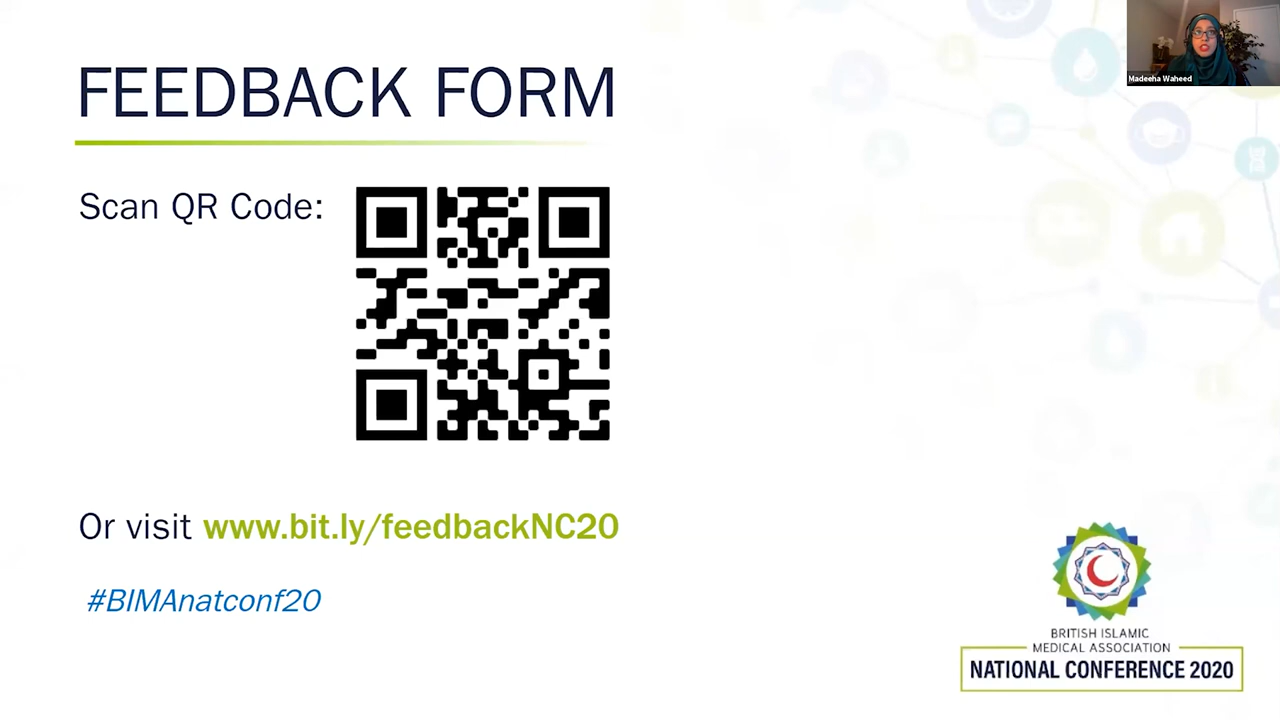 FEEDBACK FORM
Scan QR Code:
Or visit www.bit.ly/feedbackNC20
#BIMAnatconf20
Madeeha Waheed
BRITISH ISLAMIC
MEDICAL ASSOCIATION
NATIONAL CONFERENCE 2020